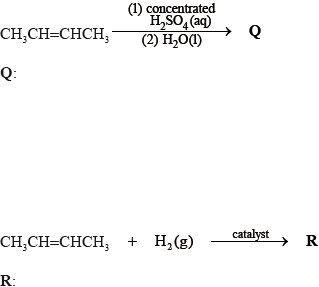 (1) concentrated
H₂SO₄(aq)
CH₃CH=CHCH₃ ⟶ Q
(2) H₂O(l)
Q:
catalyst
CH₃CH=CHCH₃ + H₂(g) ⟶ R
R: